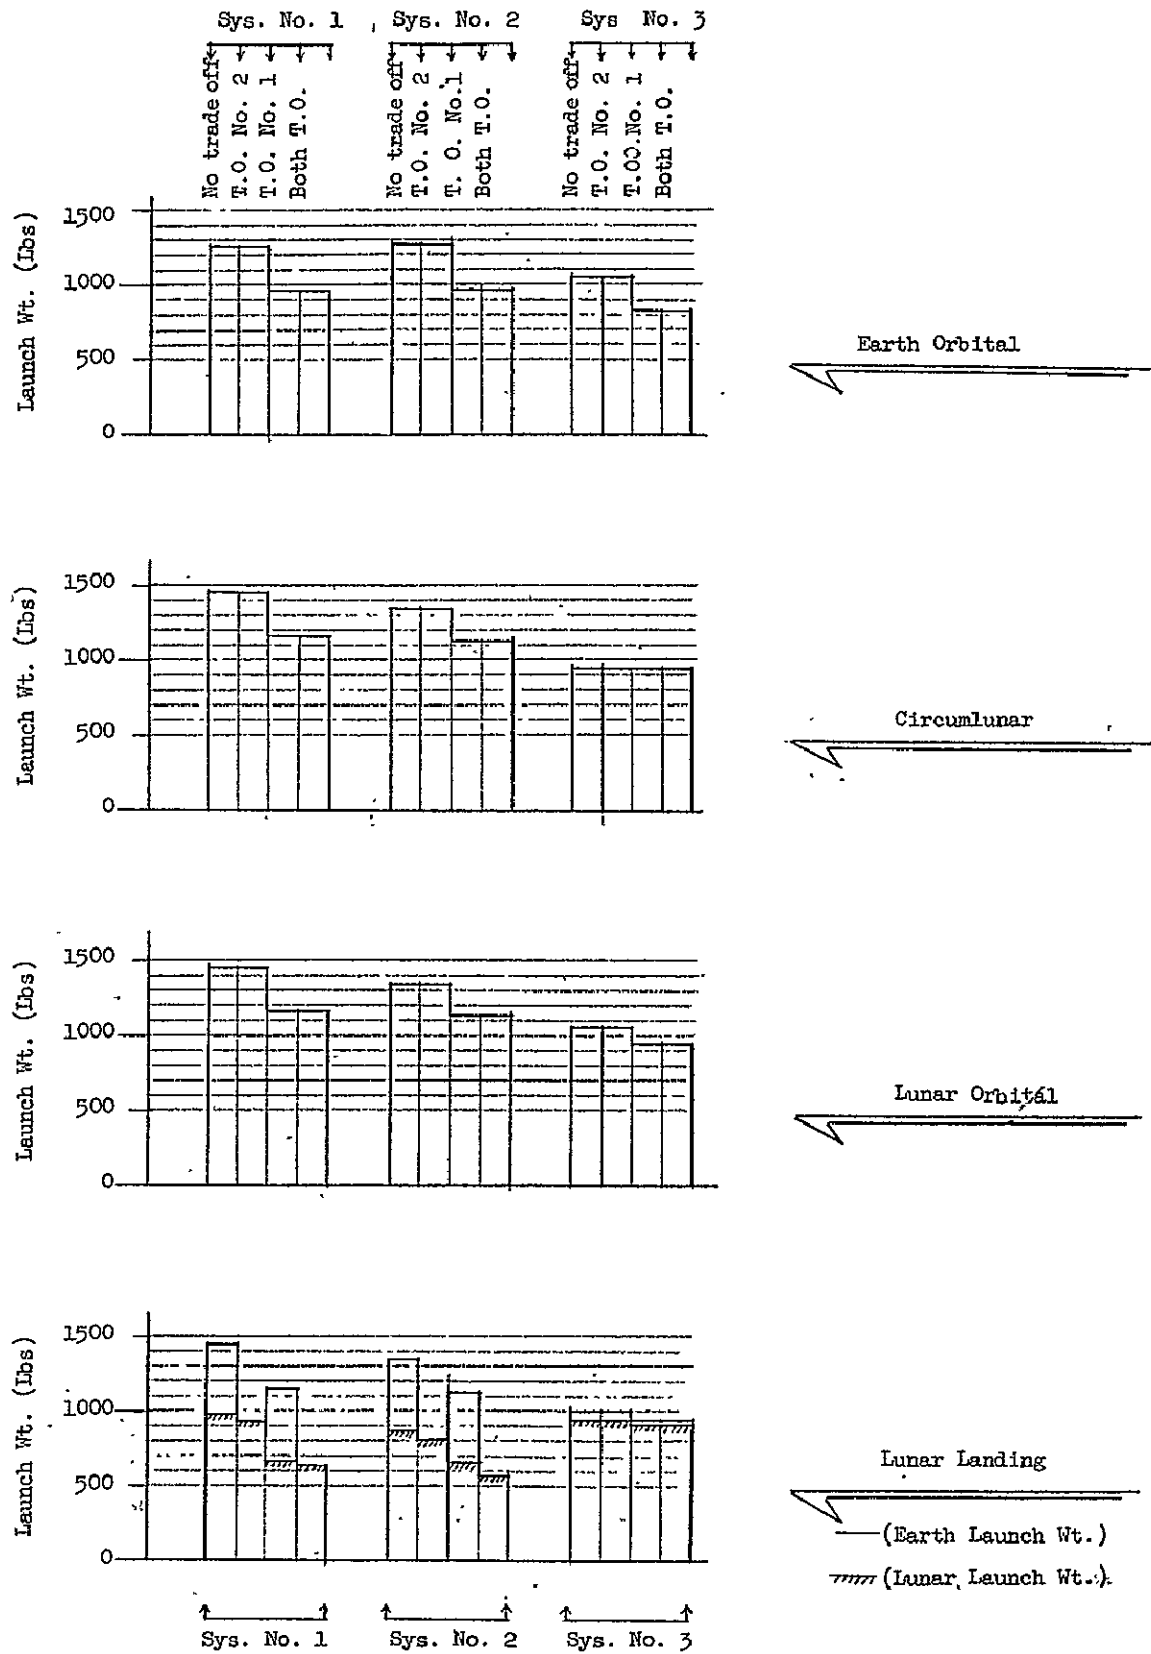 Sys. No. 1
Sys. No. 2
Sys No. 3
No trade off
T.O. No. 2
T.O. No. 1
Both T.O.
No trade off
T.O. No. 2
T. O. No.1
Both T.O.
No trade off
T.O. No. 2
T.OO.No. 1
Both T.O.
Launch Wt. (Lbs)
1500
1000
500
0
Earth Orbital
Launch Wt. (Lbs)
1500
1000
500
0
Circumlunar
Launch Wt. (Lbs)
1500
1000
500
0
Lunar Orbital
Launch Wt. (Lbs)
1500
1000
500
0
Lunar Landing
(Earth Launch Wt.)
(Lunar Launch Wt.)
Sys. No. 1
Sys. No. 2
Sys. No. 3